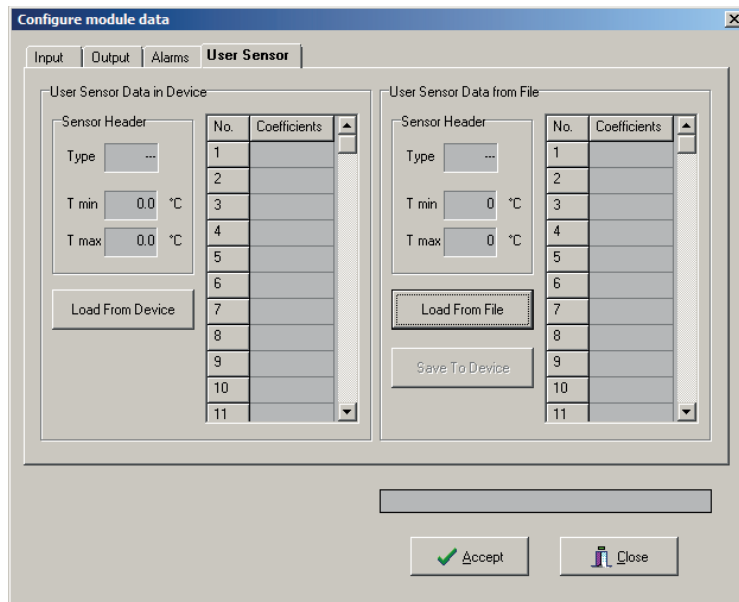 Configure module data
Input Output Alarms User Sensor
User Sensor Data in Device
Sensor Header
Type ---
T min 0.0 °C
T max 0.0 °C
Load From Device
No. Coefficients
1
2
3
4
5
6
7
8
9
10
11
User Sensor Data from File
Sensor Header
Type ---
T min 0 °C
T max 0 °C
Load From File
Save To Device
No. Coefficients
1
2
3
4
5
6
7
8
9
10
11
Accept
Close